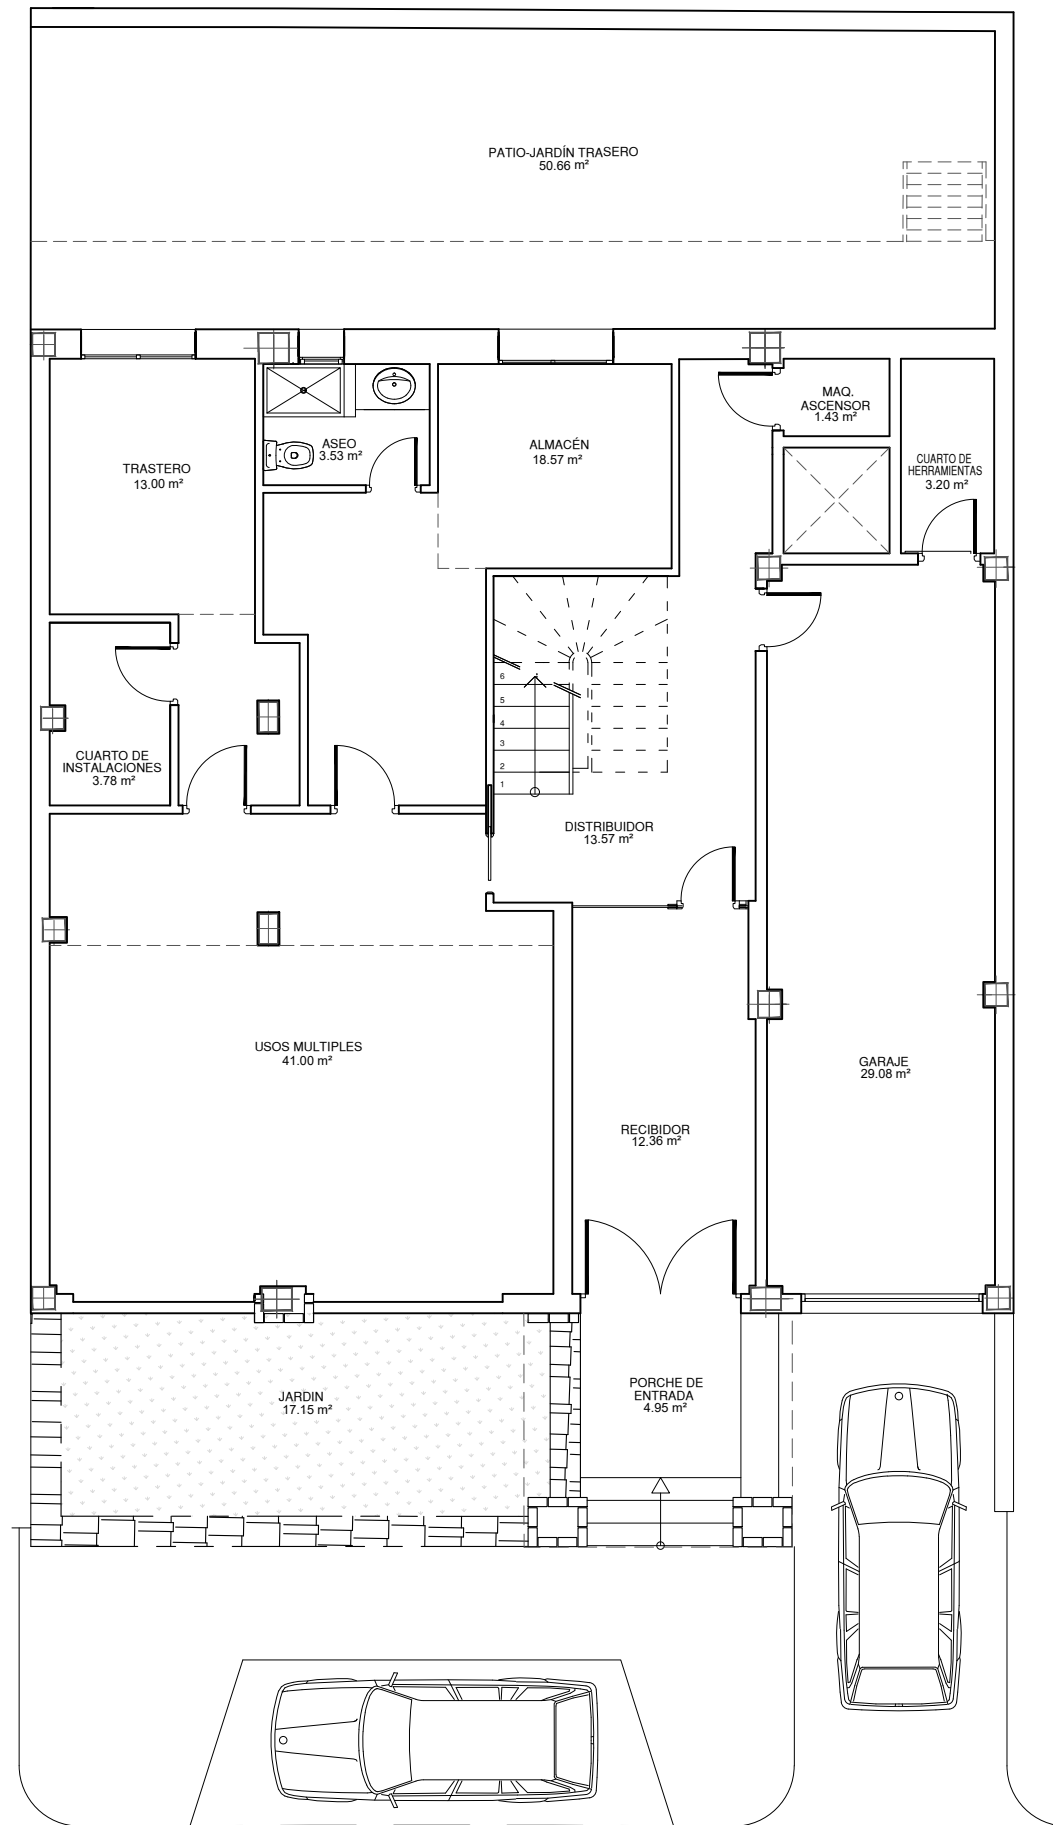 PATIO-JARDÍN TRASERO
50.66 m²
MAQ.
ASCENSOR
1.43 m²
ASEO
3.53 m²
ALMACÉN
18.57 m²
TRASTERO
13.00 m²
CUARTO DE
HERRAMIENTAS
3.20 m²
6
5
4
3
2
1
CUARTO DE
INSTALACIONES
3.78 m²
DISTRIBUIDOR
13.57 m²
USOS MULTIPLES
41.00 m²
GARAJE
29.08 m²
RECIBIDOR
12.36 m²
JARDIN
17.15 m²
PORCHE DE
ENTRADA
4.95 m²